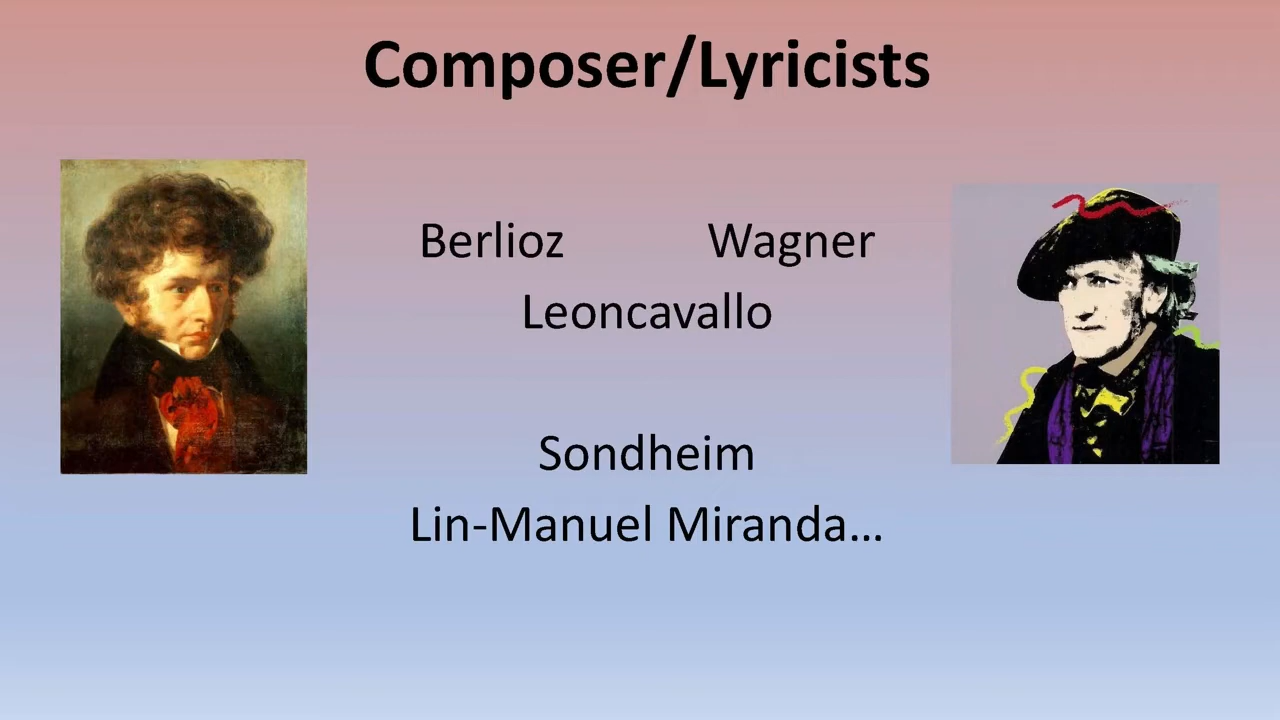 Composer/Lyricists
Berlioz Wagner
Leoncavallo
Sondheim
Lin-Manuel Miranda…